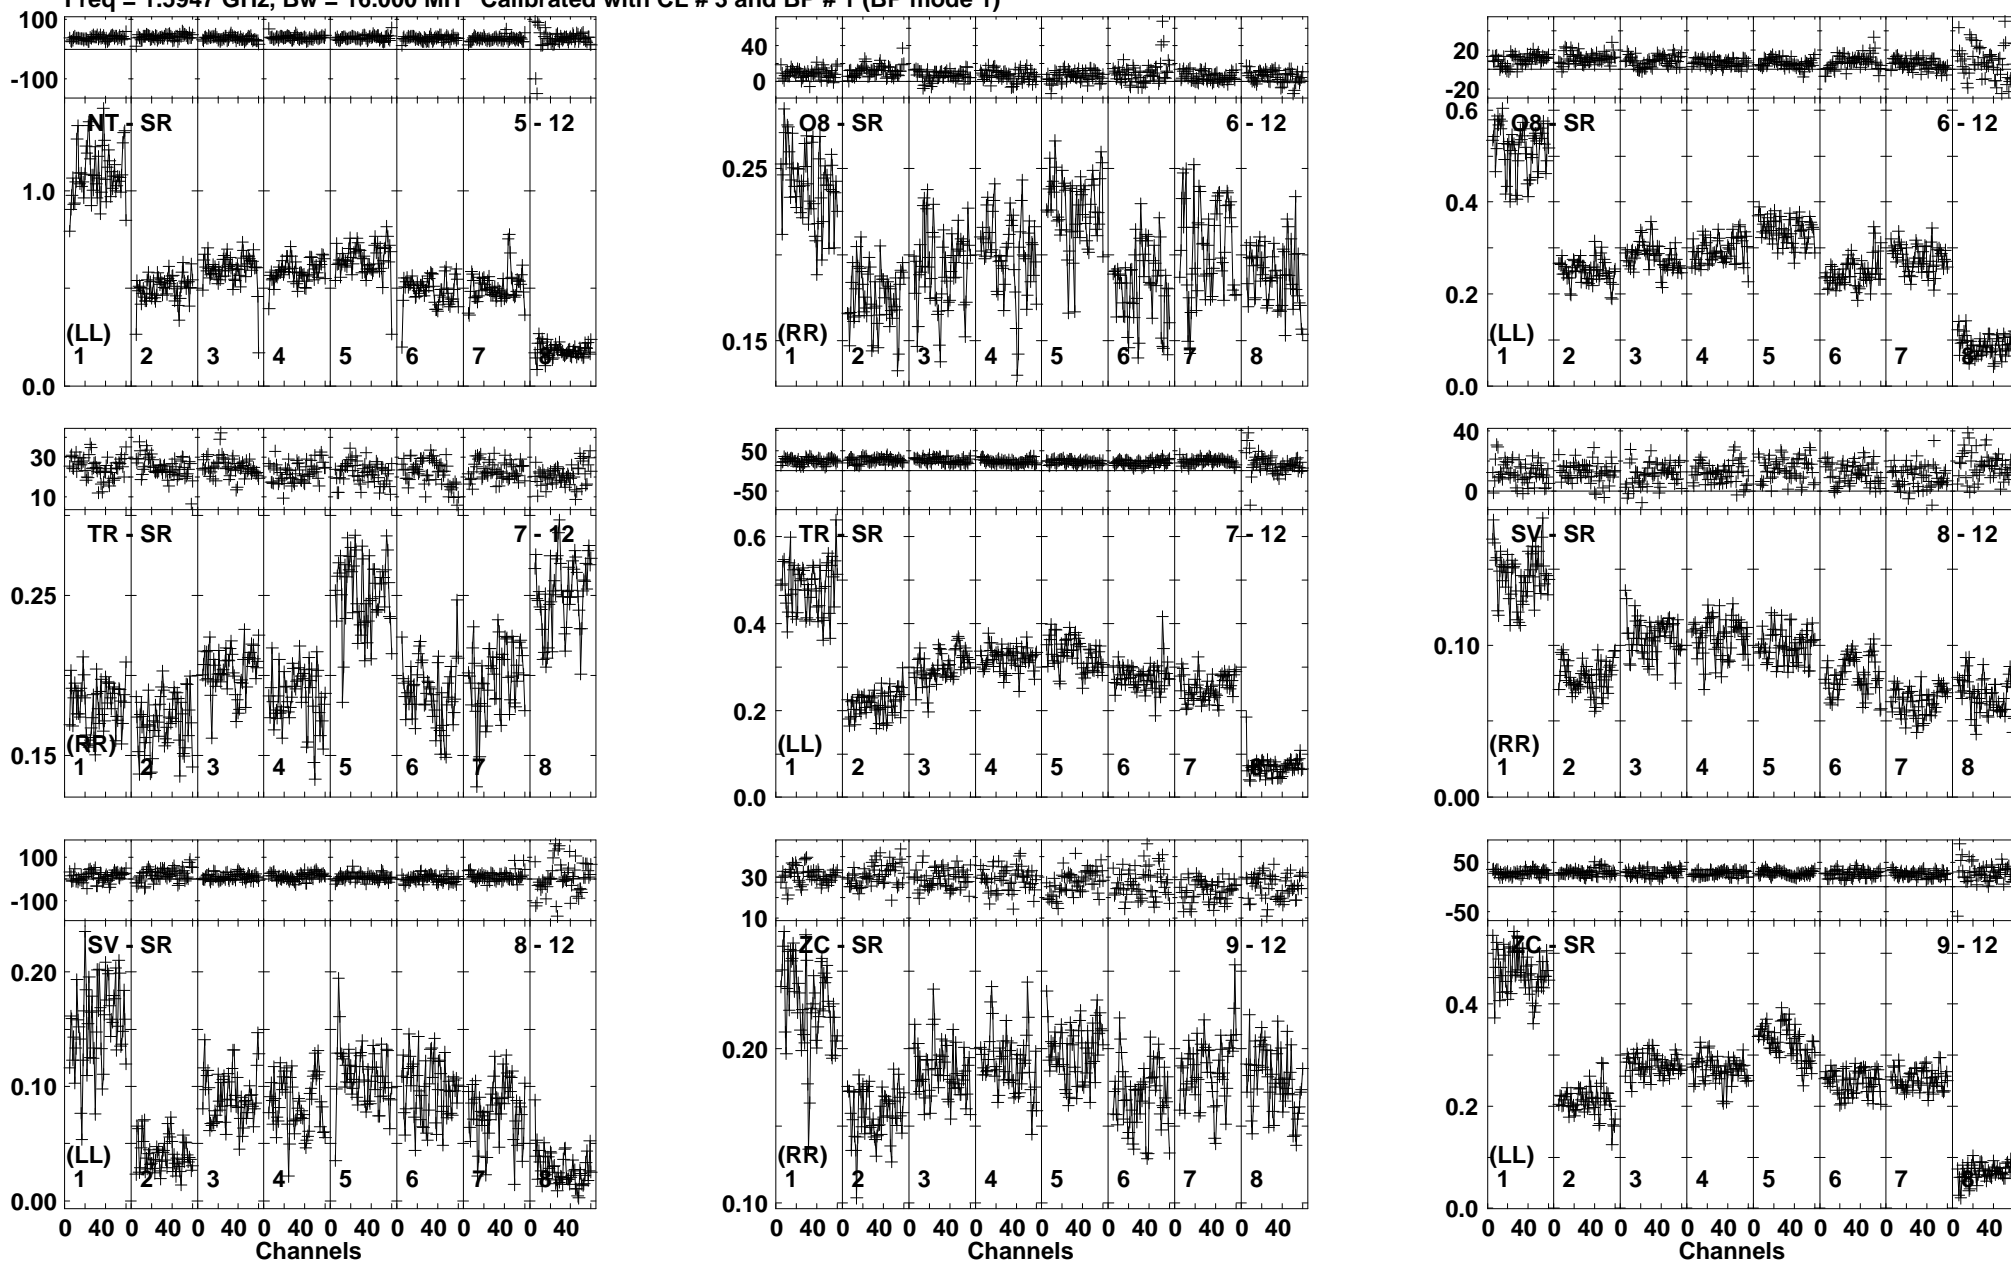 Freq = 1.5947 GHz, Bw = 16.000 MH Calibrated with CL # 3 and BP # 1 (BP mode 1)
100
-100
NT - SR 5 - 12
1.0
0.0
(LL)
1 2 3 4 5 6 7 8
40
0
O8 - SR 6 - 12
0.25
0.15
(RR)
1 2 3 4 5 6 7 8
20
-20
O8 - SR 6 - 12
0.6
0.4
0.2
0.0
(LL)
1 2 3 4 5 6 7 8
30
10
TR - SR 7 - 12
0.25
0.15
(RR)
1 2 3 4 5 6 7 8
50
-50
TR - SR 7 - 12
0.6
0.4
0.2
0.0
(LL)
1 2 3 4 5 6 7 8
40
0
SV - SR 8 - 12
0.10
0.00
(RR)
1 2 3 4 5 6 7 8
100
-100
SV - SR 8 - 12
0.20
0.10
0.00
(LL)
1 2 3 4 5 6 7 8
0 40 0 40 0 40 0 40 0 40 0 40 0 40 0 40
Channels
30
10
ZC - SR 9 - 12
0.20
0.10
(RR)
1 2 3 4 5 6 7 8
0 40 0 40 0 40 0 40 0 40 0 40 0 40 0 40
Channels
50
-50
ZC - SR 9 - 12
0.4
0.2
0.0
(LL)
1 2 3 4 5 6 7 8
0 40 0 40 0 40 0 40 0 40 0 40 0 40 0 40
Channels